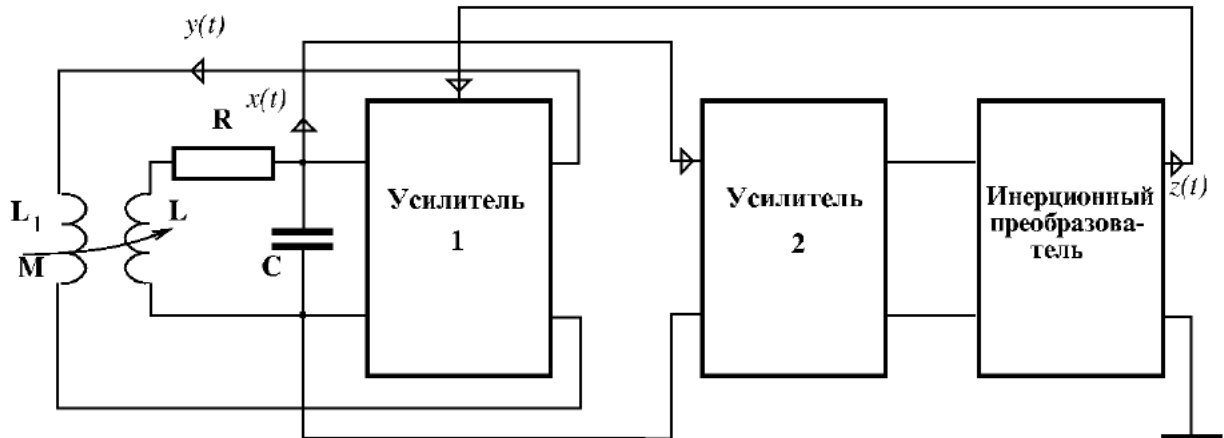 y(t)
x(t)
R
L1
L
M
C
Усилитель
1
Усилитель
2
Инерционный
преобразова-
тель
z(t)